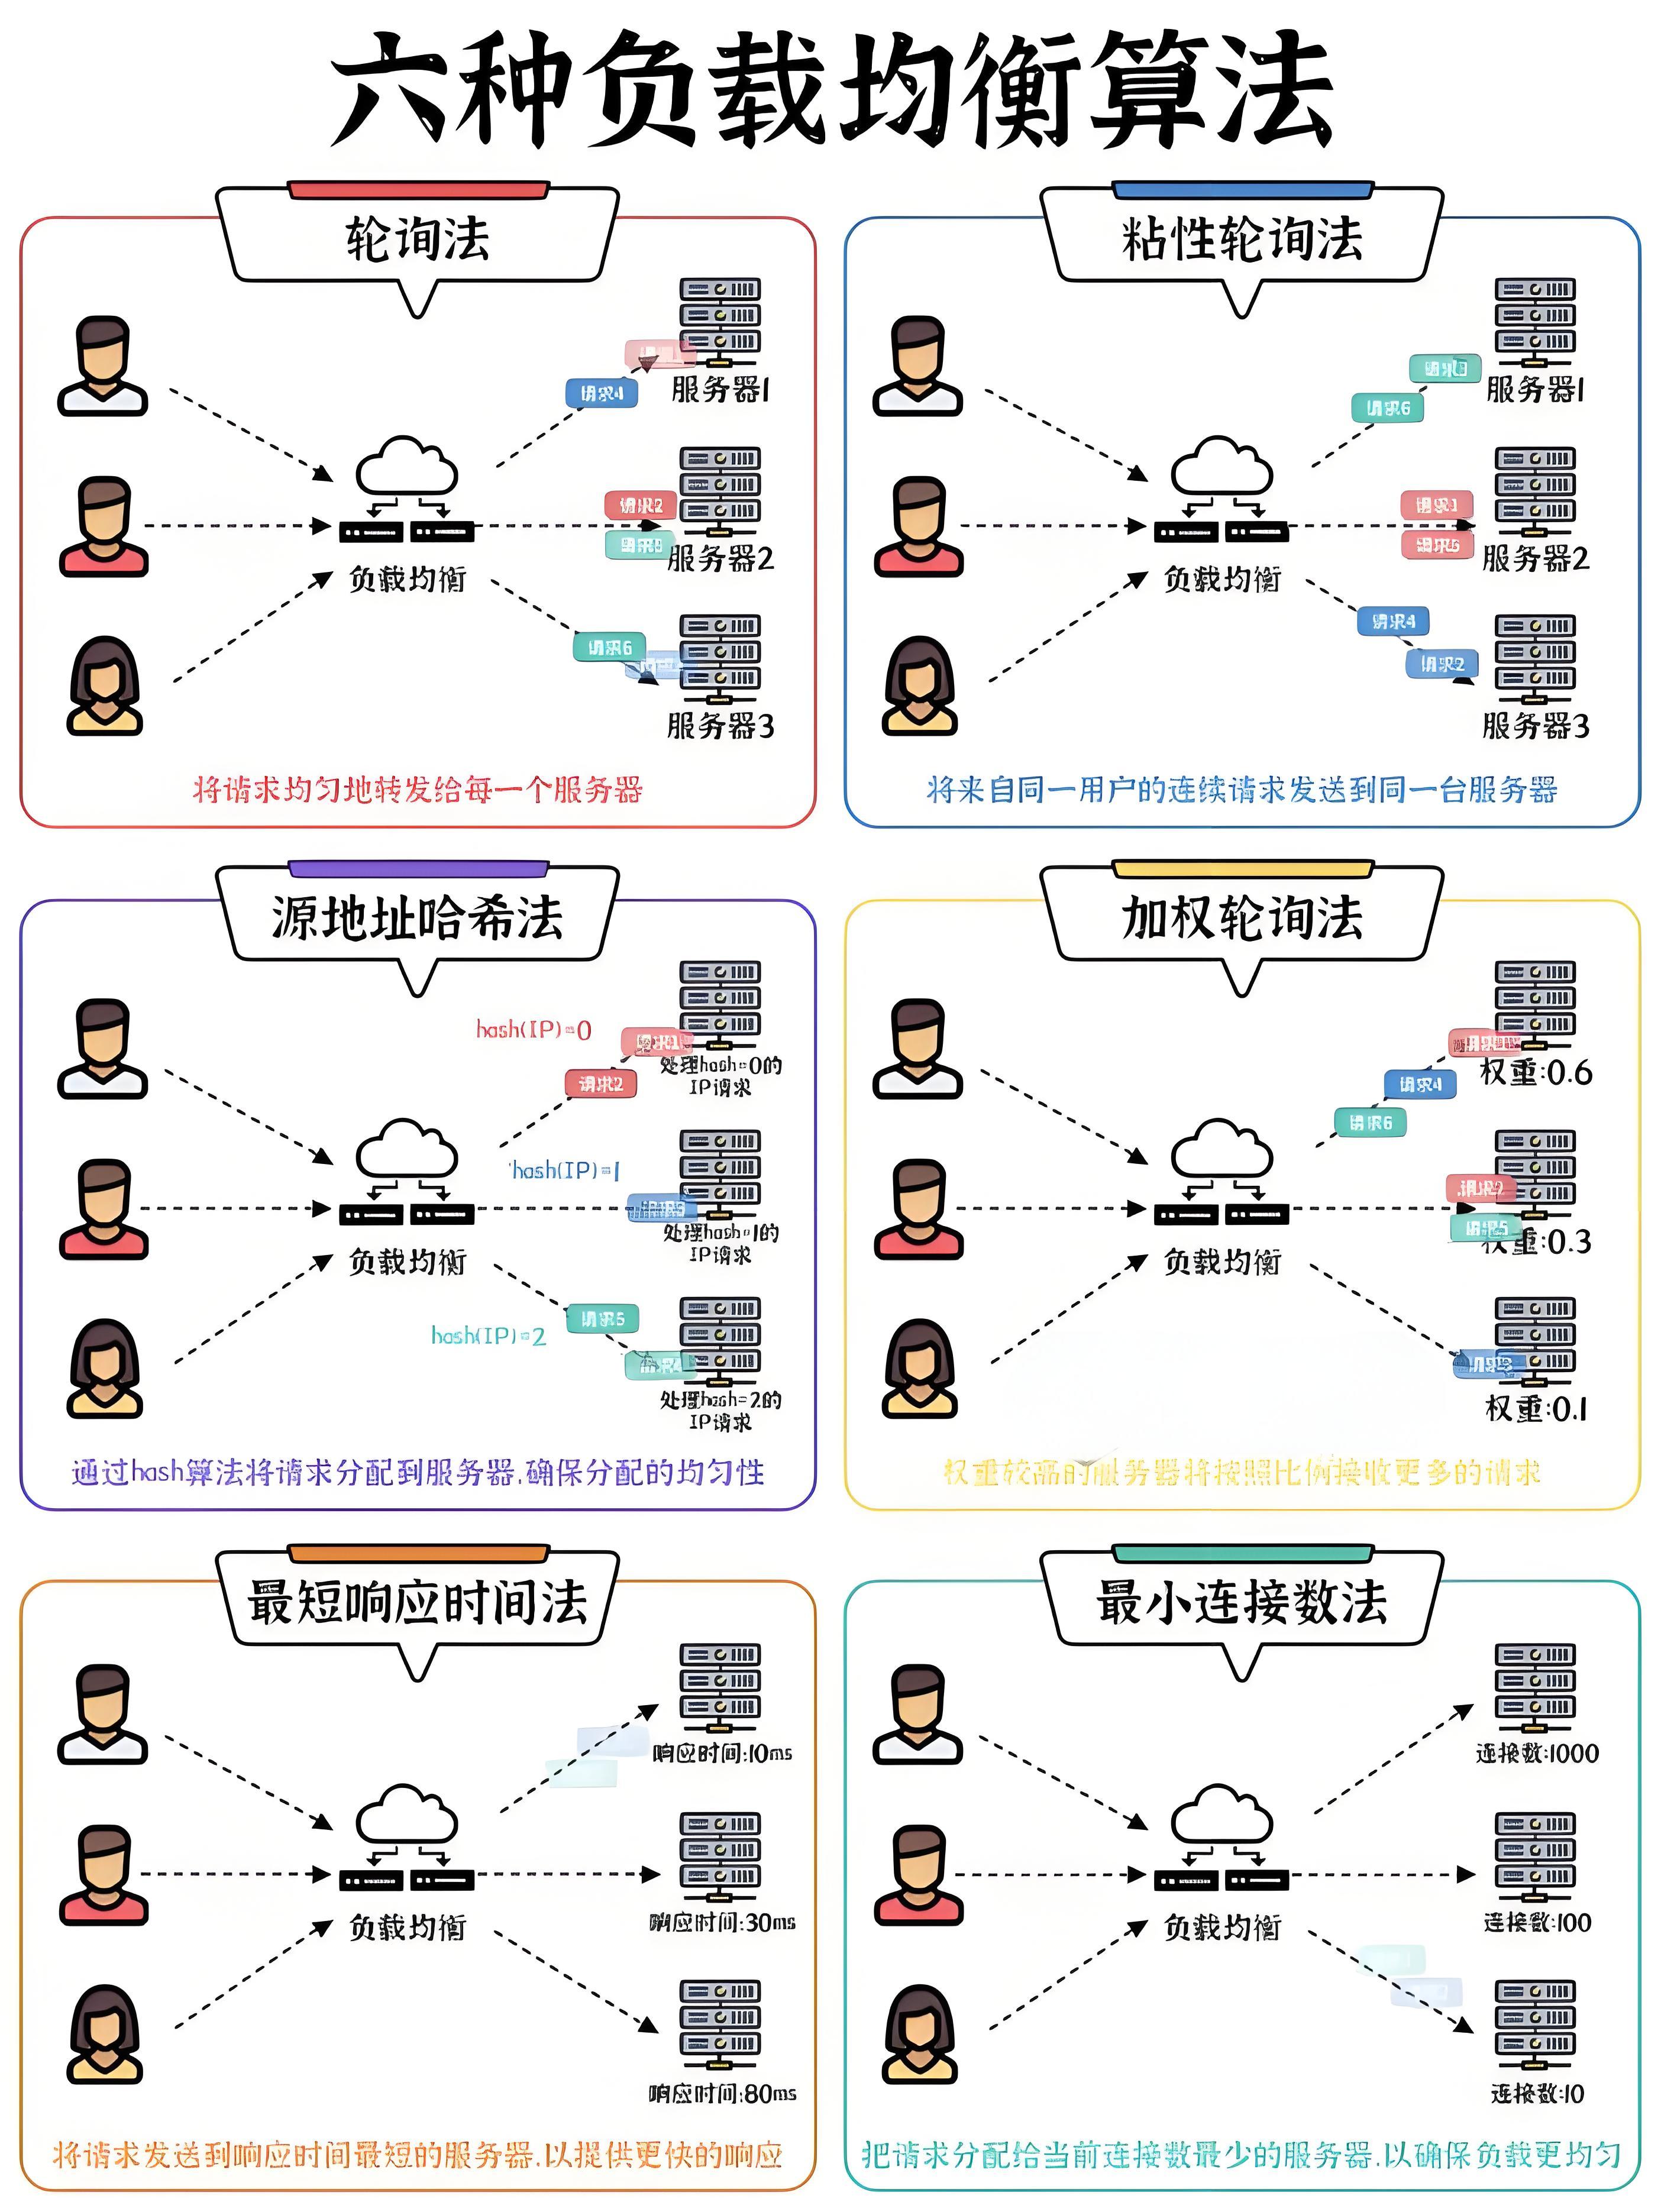 六种负载均衡算法
轮询法
请求4
服务器1
请求2
服务器2
负载均衡
请求6
服务器3
将请求均匀地转发给每一个服务器
粘性轮询法
请求3
服务器1
请求6
请求1
请求5
服务器2
负载均衡
请求4
请求2
服务器3
将来自同一用户的连续请求发送到同一台服务器
源地址哈希法
hash(IP)=0
请求1
处理hash=0的
IP请求
请求2
hash(IP)=1
请求3
处理hash=1的
IP请求
负载均衡
请求5
hash(IP)=2
处理hash=2的
IP请求
通过hash算法将请求分配到服务器,确保分配的均匀性
加权轮询法
权重:0.6
请求4
请求6
请求2
请求5
权重:0.3
负载均衡
请求3
权重:0.1
权重较高的服务器将按照比例接收更多的请求
最短响应时间法
响应时间:10ms
响应时间:30ms
负载均衡
响应时间:80ms
将请求发送到响应时间最短的服务器,以提供更快的响应
最小连接数法
连接数:1000
连接数:100
负载均衡
连接数:10
把请求分配给当前连接数最少的服务器,以确保负载更均匀